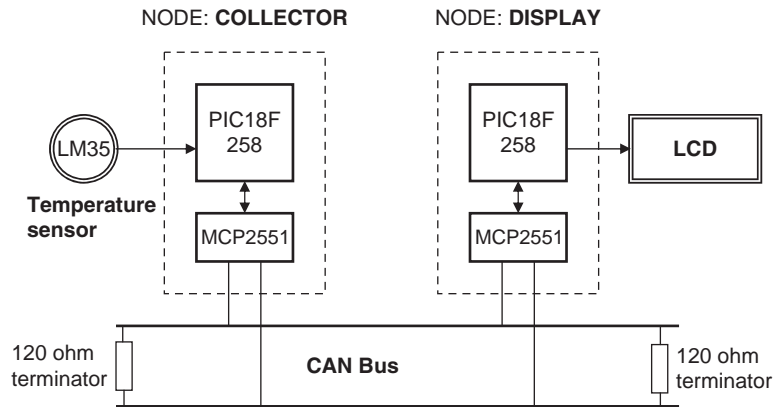 NODE: COLLECTOR
NODE: DISPLAY
PIC18F
258
PIC18F
258
LM35
LCD
Temperature
sensor
MCP2551
MCP2551
120 ohm
terminator
CAN Bus
120 ohm
terminator